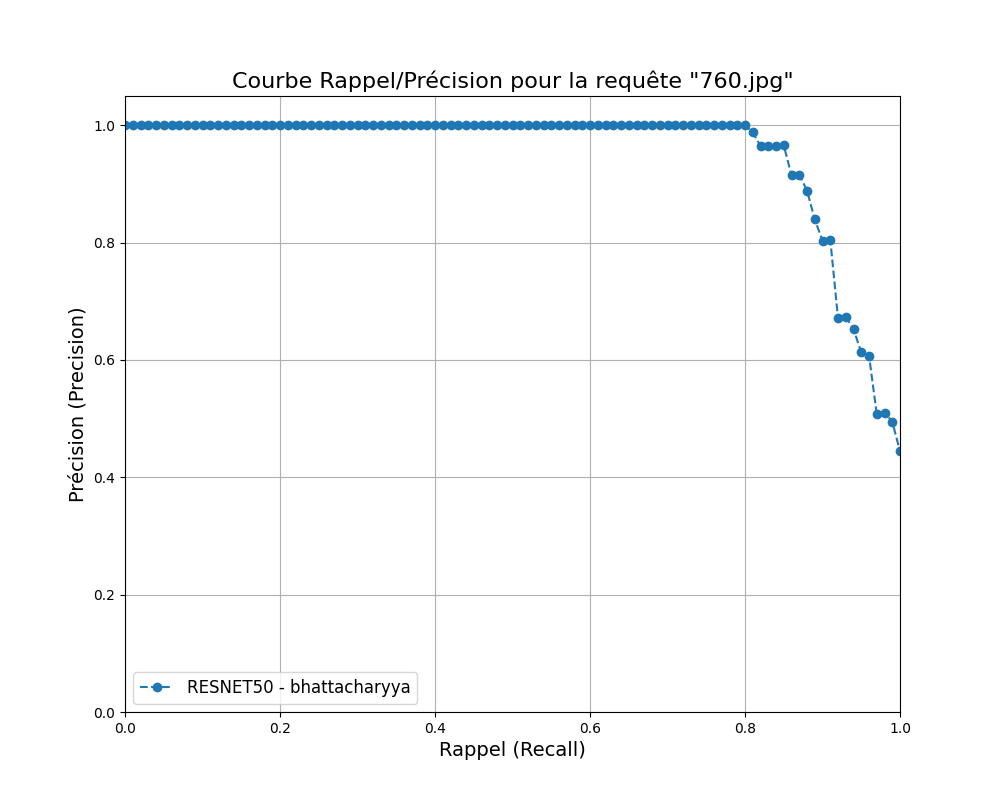 Courbe Rappel/Précision pour la requête "760.jpg"
Précision (Precision)
1.0
0.8
0.6
0.4
0.2
0.0
RESNET50 - bhattacharyya
0.0 0.2 0.4 0.6 0.8 1.0
Rappel (Recall)